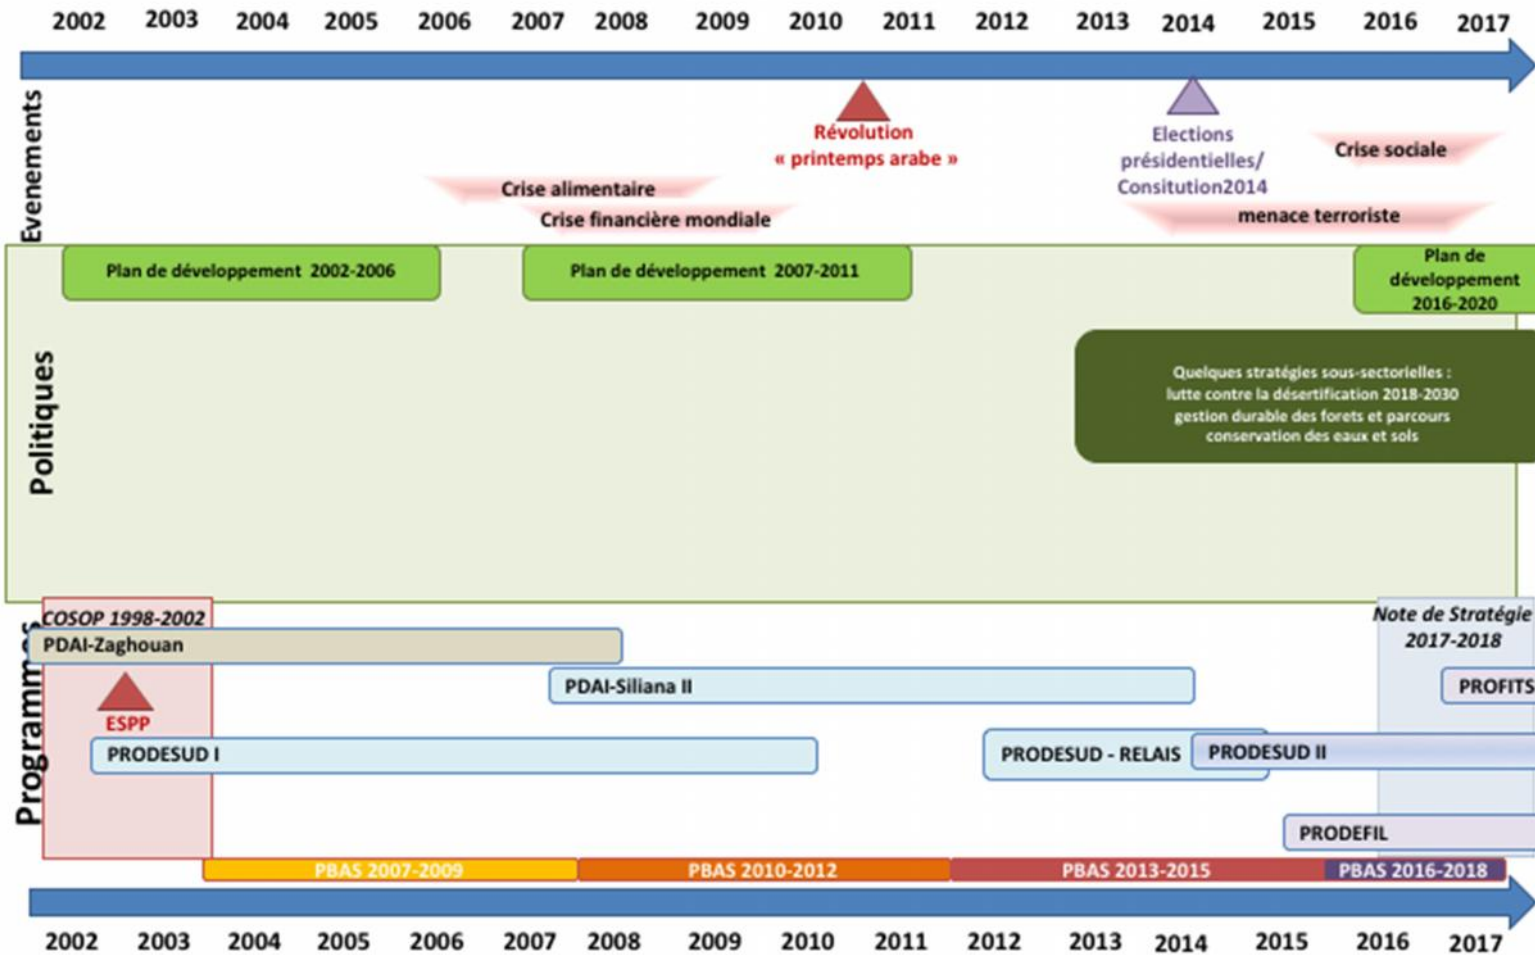 2002 2003 2004 2005 2006 2007 2008 2009 2010 2011 2012 2013 2014 2015 2016 2017
Evenements
Révolution
« printemps arabe »
Elections
présidentielles/
Consitution2014
Crise sociale
Crise alimentaire
Crise financière mondiale
menace terroriste
Politiques
Plan de développement 2002-2006
Plan de développement 2007-2011
Plan de
développement
2016-2020
Quelques stratégies sous-sectorielles :
lutte contre la désertification 2018-2030
gestion durable des forets et parcours
conservation des eaux et sols
Programmes
COSOP 1998-2002
PDAI-Zaghouan
Note de Stratégie
2017-2018
PDAI-Siliana II
PROFITS
ESPP
PRODESUD I
PRODESUD - RELAIS
PRODESUD II
PRODEFIL
PBAS 2007-2009
PBAS 2010-2012
PBAS 2013-2015
PBAS 2016-2018
2002 2003 2004 2005 2006 2007 2008 2009 2010 2011 2012 2013 2014 2015 2016 2017